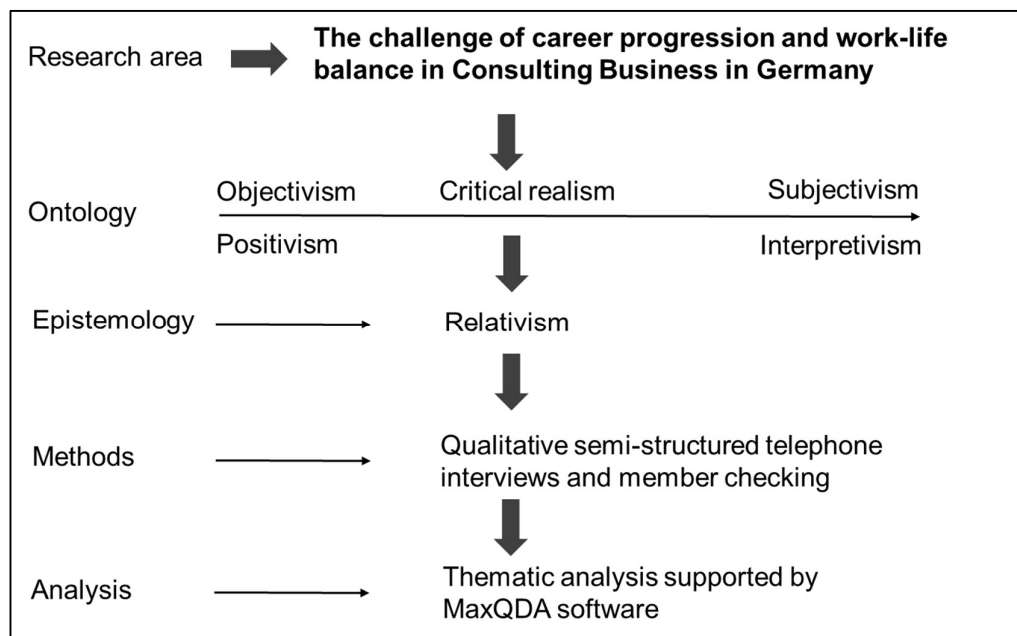 Research area
The challenge of career progression and work-life
balance in Consulting Business in Germany
Objectivism Critical realism Subjectivism
Ontology
Positivism Interpretivism
Epistemology Relativism
Methods
Qualitative semi-structured telephone
interviews and member checking
Analysis
Thematic analysis supported by
MaxQDA software